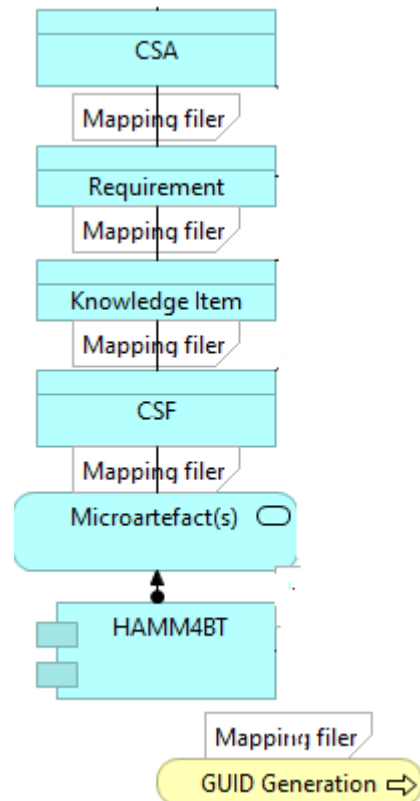 CSA
Mapping filer
Requirement
Mapping filer
Knowledge Item
Mapping filer
CSF
Mapping filer
Microartefact(s)
HAMM4BT
Mapping filer
GUID Generation